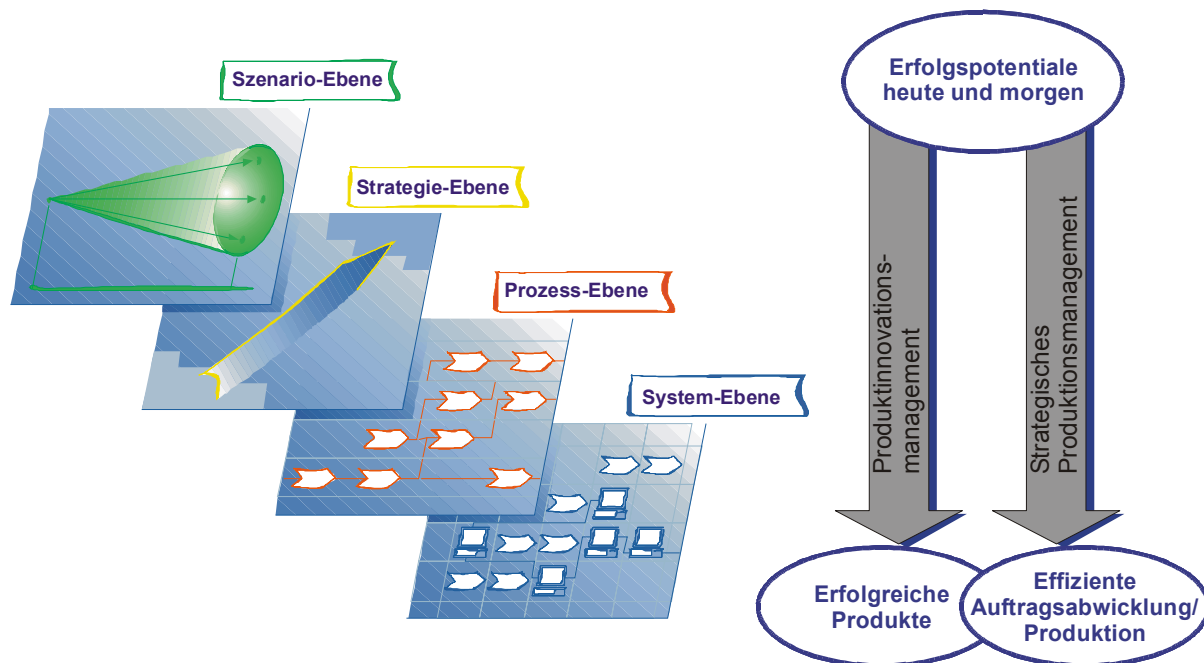 Szenario-Ebene
Strategie-Ebene
Prozess-Ebene
System-Ebene
Erfolgspotentiale
heute und morgen
Produktinnovations-
management
Strategisches
Produktionsmanagement
Erfolgreiche
Produkte
Effiziente
Auftragsabwicklung/
Produktion